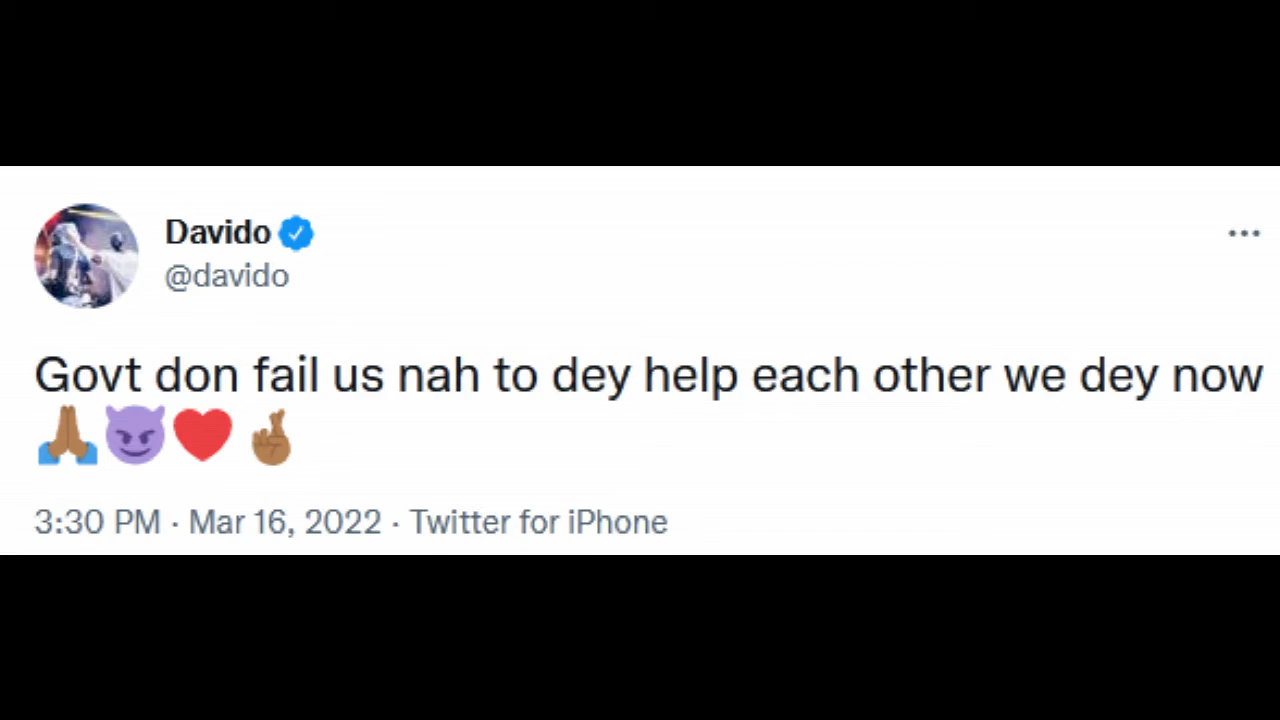 Davido
@davido
Govt don fail us nah to dey help each other we dey now
🙏🏾😈❤️🤞🏾
3:30 PM · Mar 16, 2022 · Twitter for iPhone